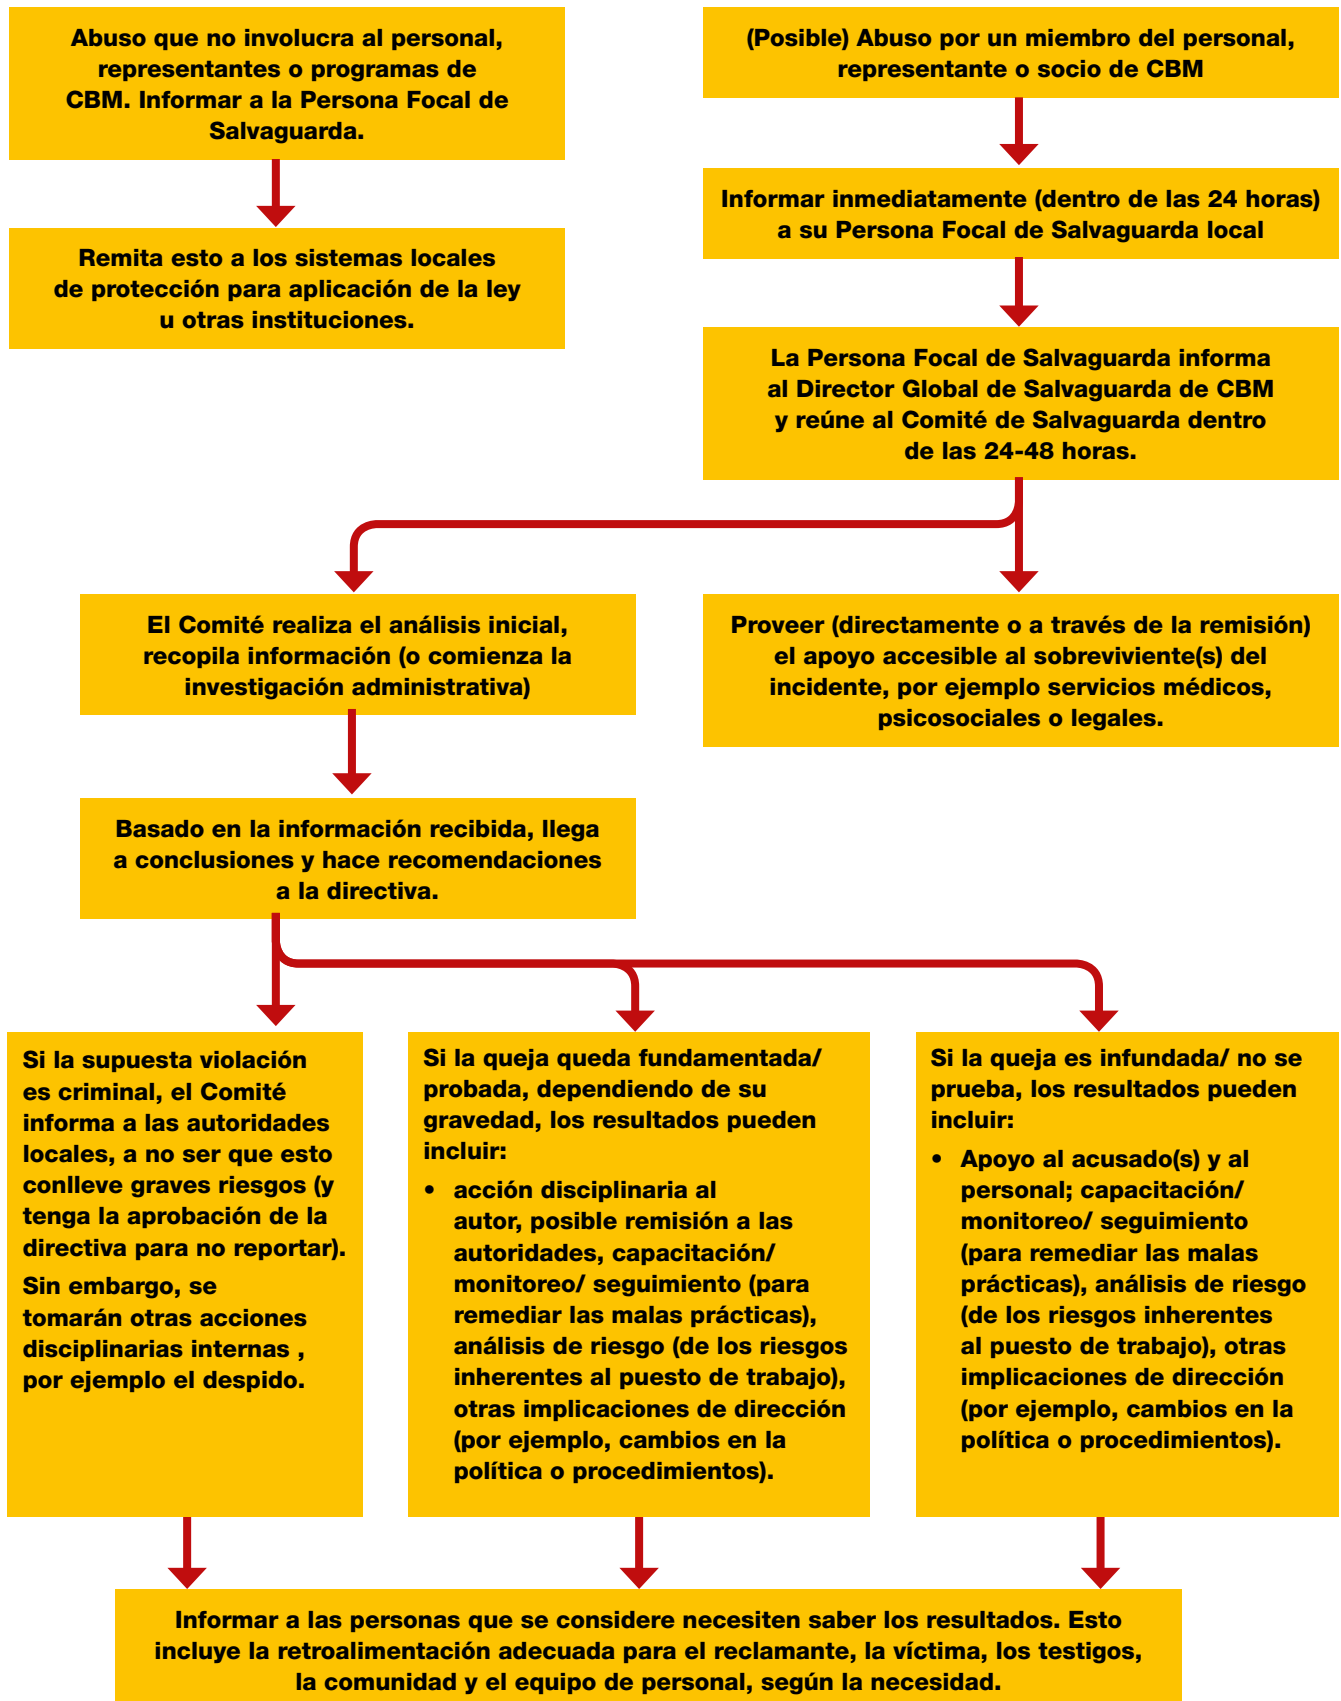 Abuso que no involucra al personal,
representantes o programas de
CBM. Informar a la Persona Focal de
Salvaguarda.
Remita esto a los sistemas locales
de protección para aplicación de la ley
u otras instituciones.
(Posible) Abuso por un miembro del personal,
representante o socio de CBM
Informar inmediatamente (dentro de las 24 horas)
a su Persona Focal de Salvaguarda local
La Persona Focal de Salvaguarda informa
al Director Global de Salvaguarda de CBM
y reúne al Comité de Salvaguarda dentro
de las 24-48 horas.
El Comité realiza el análisis inicial,
recopila información (o comienza la
investigación administrativa)
Proveer (directamente o a través de la remisión)
el apoyo accesible al sobreviviente(s) del
incidente, por ejemplo servicios médicos,
psicosociales o legales.
Basado en la información recibida, llega
a conclusiones y hace recomendaciones
a la directiva.
Si la supuesta violación
es criminal, el Comité
informa a las autoridades
locales, a no ser que esto
conlleve graves riesgos (y
tenga la aprobación de la
directiva para no reportar).
Sin embargo, se
tomarán otras acciones
disciplinarias internas ,
por ejemplo el despido.
Si la queja queda fundamentada/
probada, dependiendo de su
gravedad, los resultados pueden
incluir:
• acción disciplinaria al
autor, posible remisión a las
autoridades, capacitación/
monitoreo/ seguimiento (para
remediar las malas prácticas),
análisis de riesgo (de los riesgos
inherentes al puesto de trabajo),
otras implicaciones de dirección
(por ejemplo, cambios en la
política o procedimientos).
Si la queja es infundada/ no se
prueba, los resultados pueden
incluir:
• Apoyo al acusado(s) y al
personal; capacitación/
monitoreo/ seguimiento
(para remediar las malas
prácticas), análisis de riesgo
(de los riesgos inherentes
al puesto de trabajo), otras
implicaciones de dirección
(por ejemplo, cambios en la
política o procedimientos).
Informar a las personas que se considere necesiten saber los resultados. Esto
incluye la retroalimentación adecuada para el reclamante, la víctima, los testigos,
la comunidad y el equipo de personal, según la necesidad.